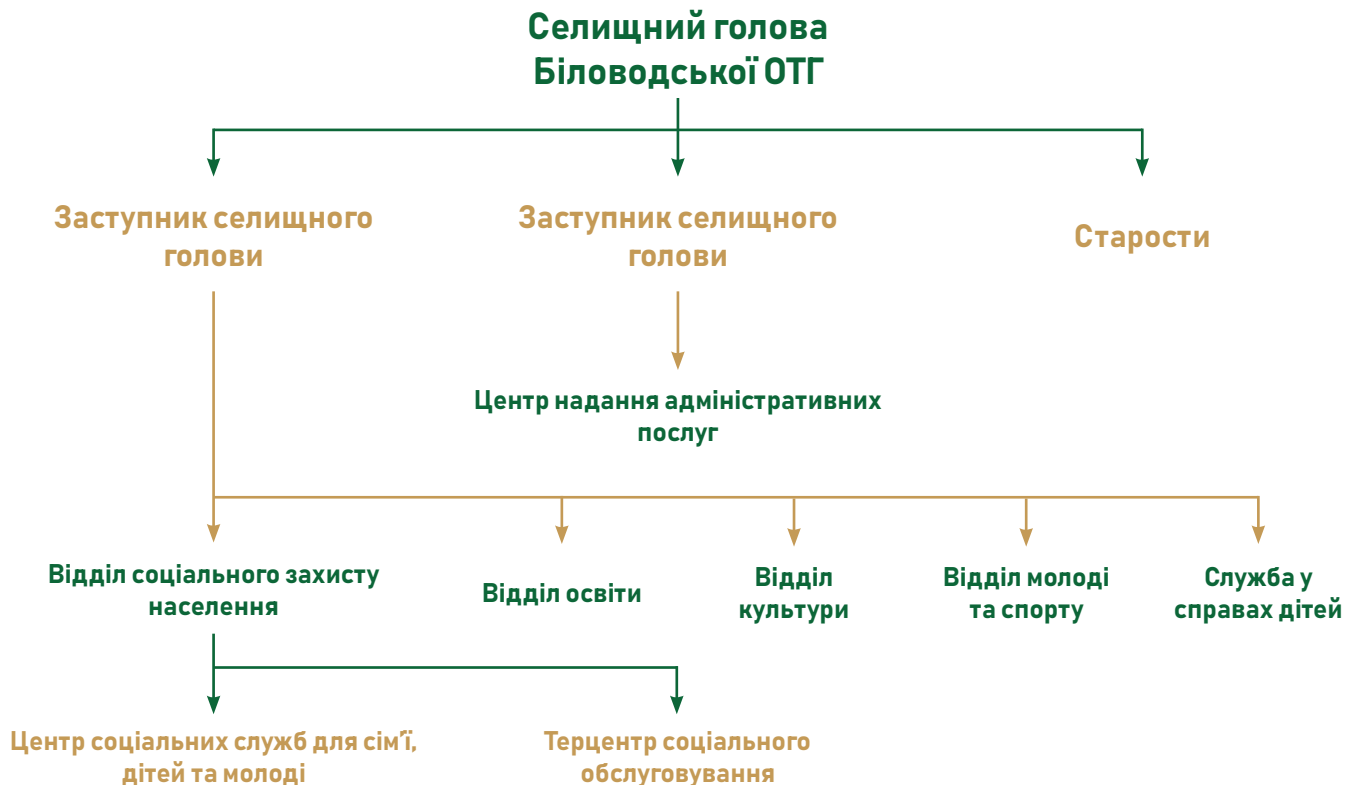 Селищний голова
Біловодської ОТГ
Заступник селищного
голови
Заступник селищного
голови
Старости
Центр надання адміністративних
послуг
Відділ соціального захисту
населення
Відділ освіти
Відділ
культури
Відділ молоді
та спорту
Служба у
справах дітей
Центр соціальних служб для сім'ї,
дітей та молоді
Терцентр соціального
обслуговування